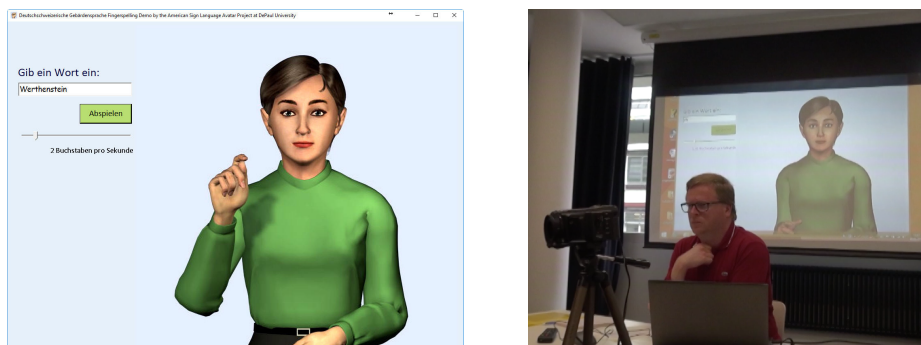 Deutschschweizerische Gebärdensprache Fingerspelling Demo by the American Sign Language Avatar Project at DePaul University
Gib ein Wort ein:
Werthenstein
Abspielen
2 Buchstaben pro Sekunde